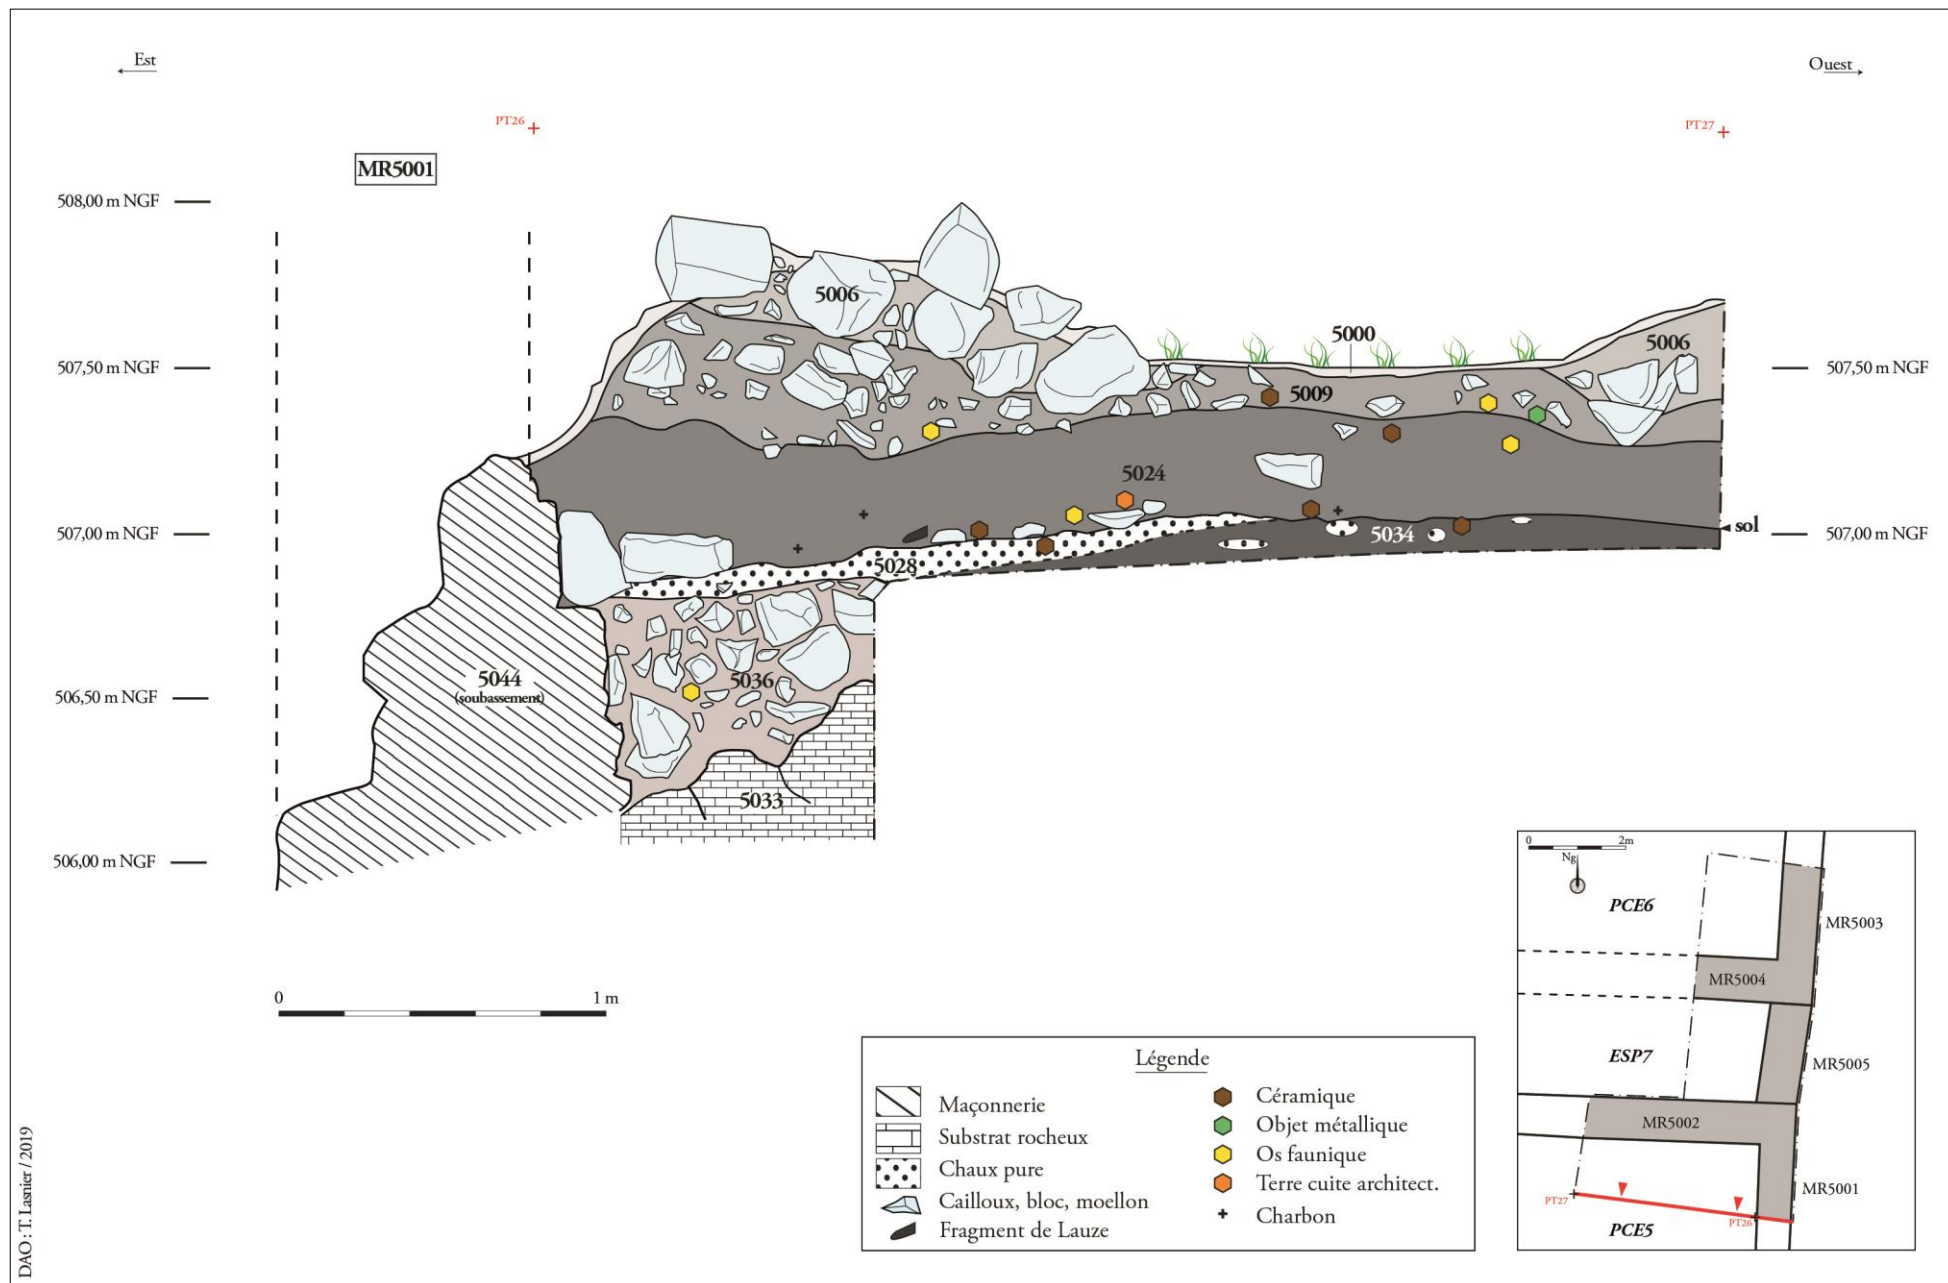 Est
Ouest
PT26
PT27
MR5001
508,00 m NGF
5006
5000
5006
507,50 m NGF
507,50 m NGF
5009
5024
507,00 m NGF
sol
507,00 m NGF
5034
5028
5044
(soubassement)
5036
506,50 m NGF
5033
506,00 m NGF
0
1 m
Légende
Maçonnerie
Substrat rocheux
Chaux pure
Cailloux, bloc, moellon
Fragment de Lauze
Céramique
Objet métallique
Os faunique
Terre cuite architect.
Charbon
0
2m
Ng
PCE6
MR5003
MR5004
ESP7
MR5005
MR5002
MR5001
PT27
PT26
PCE5
DAO : T. Lasnier / 2019